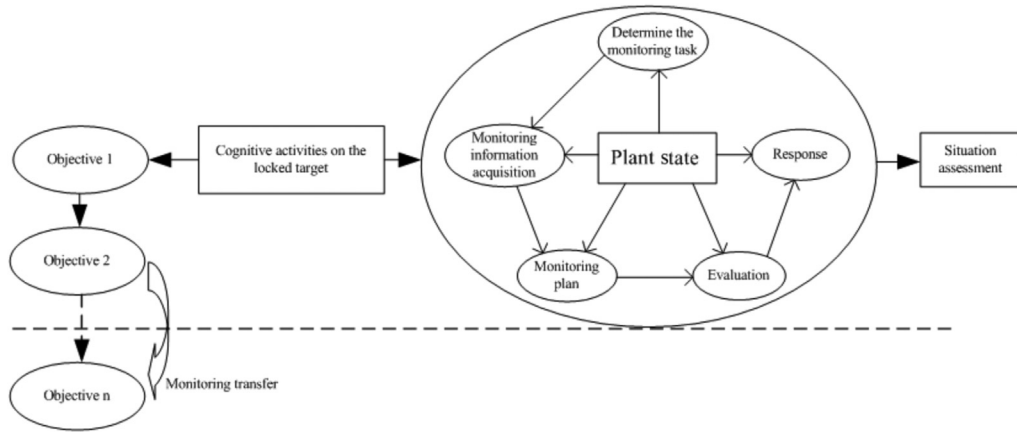 Determine the
monitoring task
Objective 1
Cognitive activities on the
locked target
Monitoring
information
acquisition
Plant state
Response
Situation
assessment
Objective 2
Monitoring
plan
Evaluation
Objective n
Monitoring transfer